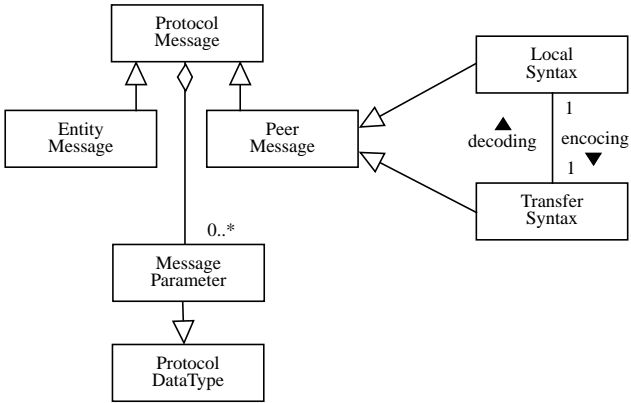 Protocol
Message
Entity
Message
Peer
Message
Local
Syntax
1
decoding
encocing
1
Transfer
Syntax
0..*
Message
Parameter
Protocol
DataType